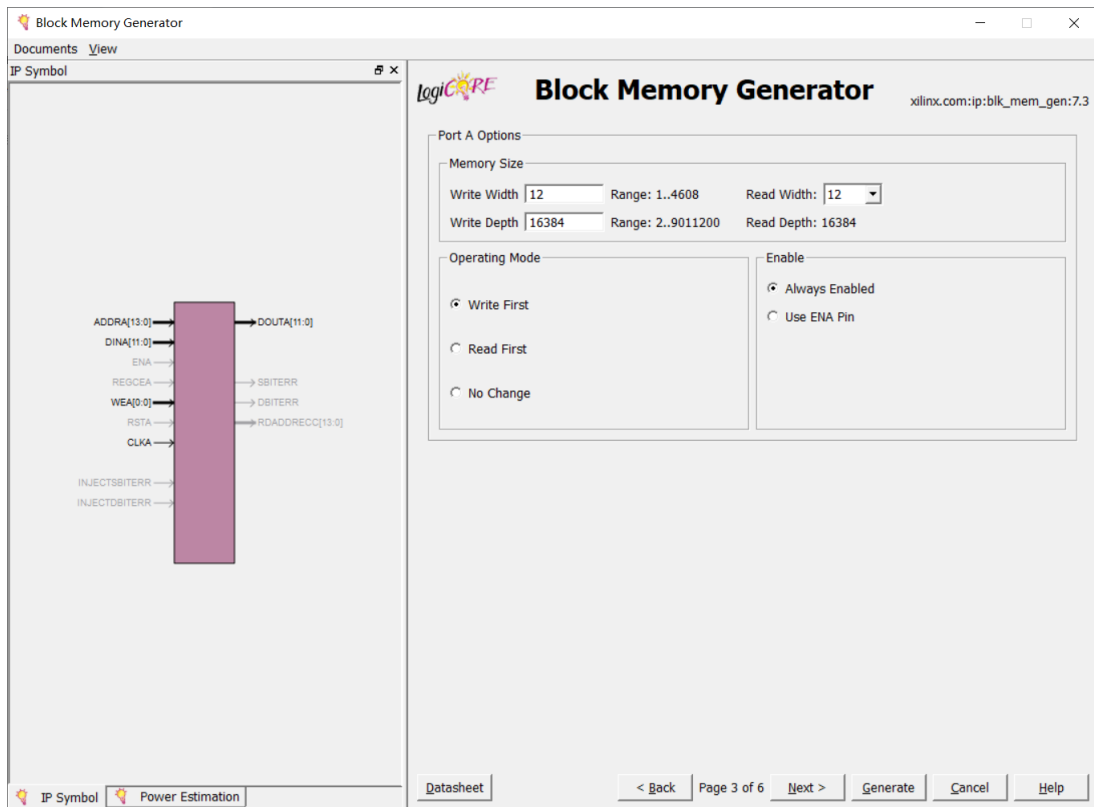 Block Memory Generator
Documents View
IP Symbol
LogiCORE
Block Memory Generator
xilinx.com:ip:blk_mem_gen:7.3
Port A Options
Memory Size
Write Width 12 Range: 1..4608 Read Width: 12
Write Depth 16384 Range: 2..9011200 Read Depth: 16384
Operating Mode
Write First
Read First
No Change
Enable
Always Enabled
Use ENA Pin
ADDRA[13:0] DOUTA[11:0]
DINA[11:0]
ENA
REGCEA SBITERR
WEA[0:0] DBITERR
RSTA RDADDRECC[13:0]
CLKA
INJECTSBITERR
INJECTDBITERR
IP Symbol Power Estimation
Datasheet < Back Page 3 of 6 Next > Generate Cancel Help